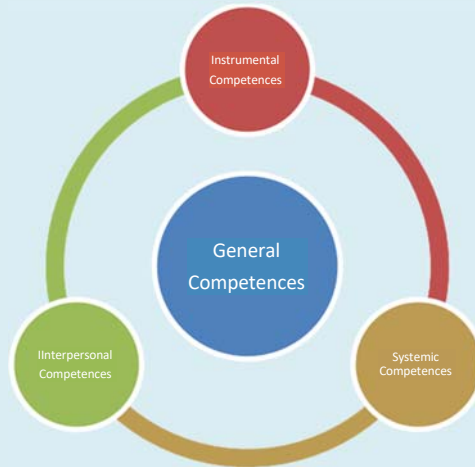 Instrumental
Competences
General
Competences
IInterpersonal
Competences
Systemic
Competences